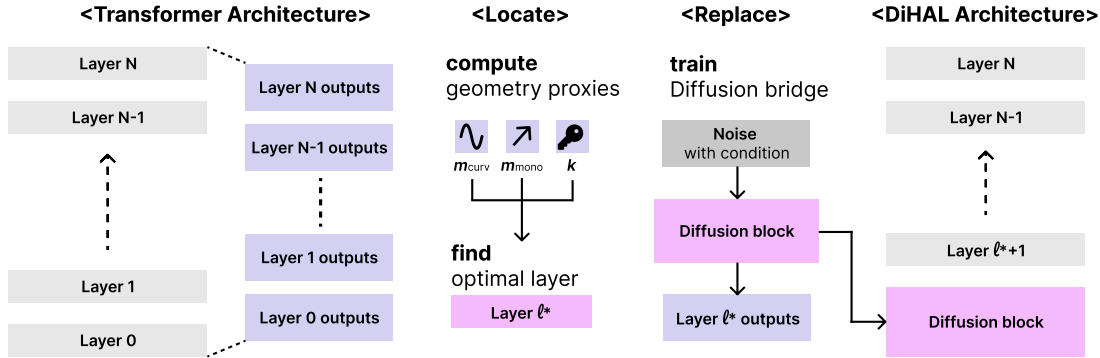 <Transformer Architecture>
Layer N
Layer N-1
Layer 1
Layer 0
Layer N outputs
Layer N-1 outputs
Layer 1 outputs
Layer 0 outputs
<Locate>
compute
geometry proxies
m_curv m_mono k
find
optimal layer
Layer ℓ*
<Replace>
train
Diffusion bridge
Noise
with condition
Diffusion block
Layer ℓ* outputs
<DiHAL Architecture>
Layer N
Layer N-1
Layer ℓ*+1
Diffusion block